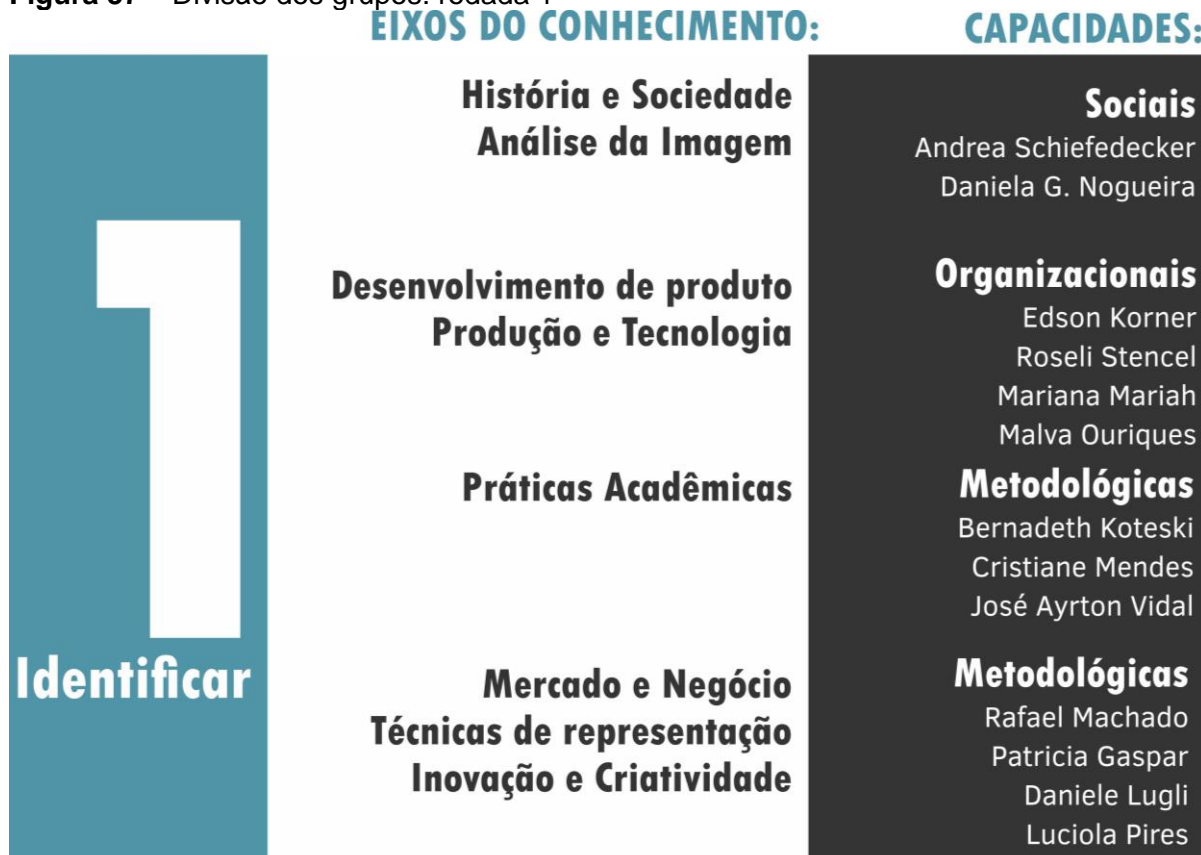 EIXOS DO CONHECIMENTO:
CAPACIDADES:
1
Identificar
História e Sociedade
Análise da Imagem
Sociais
Andrea Schiefedecker
Daniela G. Nogueira
Desenvolvimento de produto
Produção e Tecnologia
Organizacionais
Edson Korner
Roseli Stencel
Mariana Mariah
Malva Ouriques
Práticas Acadêmicas
Metodológicas
Bernadeth Koteski
Cristiane Mendes
José Ayrton Vidal
Mercado e Negócio
Técnicas de representação
Inovação e Criatividade
Metodológicas
Rafael Machado
Patricia Gaspar
Daniele Lugli
Luciola Pires